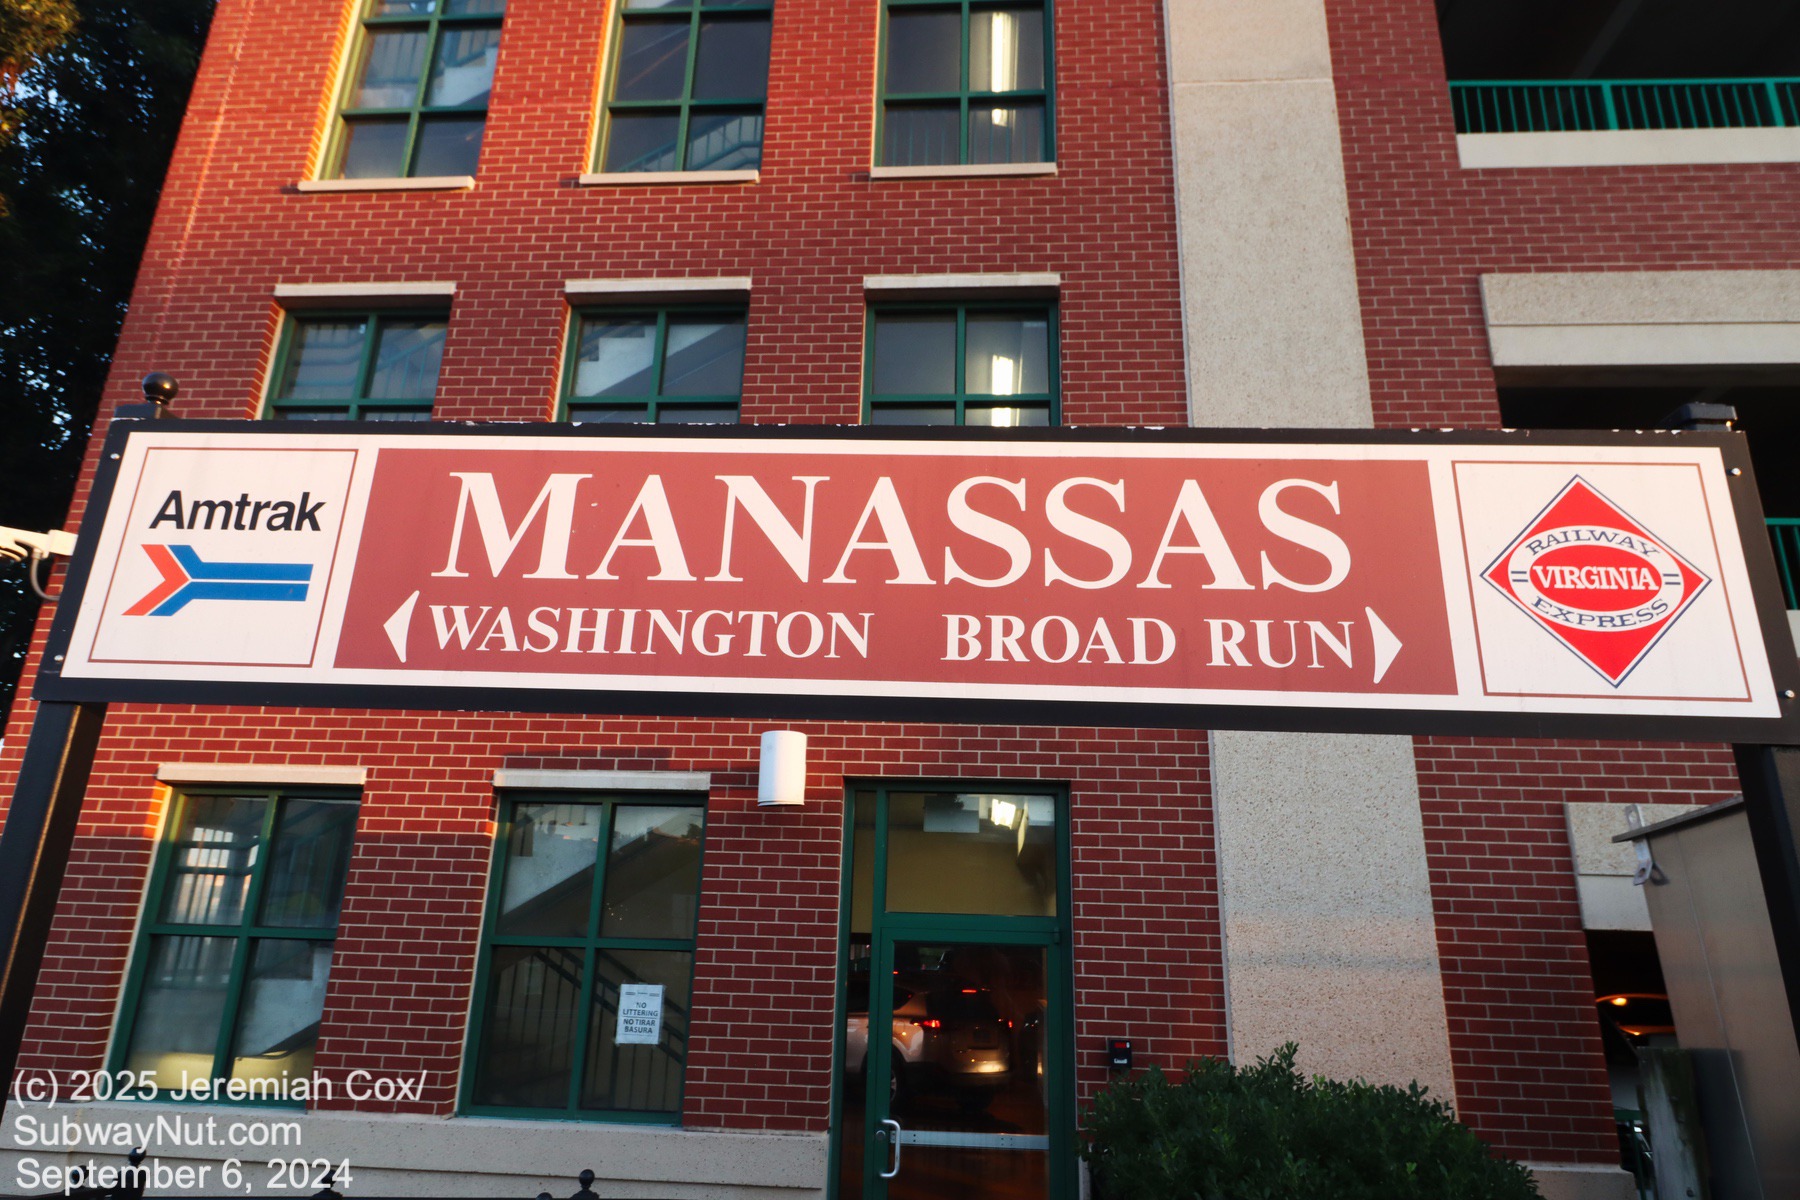 Amtrak
MANASSAS
WASHINGTON BROAD RUN
RAILWAY
VIRGINIA
EXPRESS
NO
LITTERING
NO TIRAR
BASURA
(c) 2025 Jeremiah Cox/
SubwayNut.com
September 6, 2024